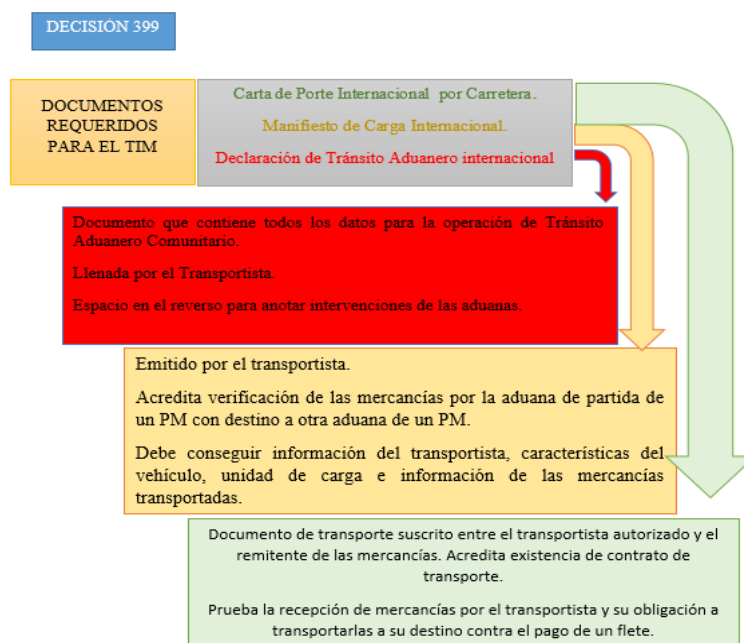 DECISIÓN 399
DOCUMENTOS
REQUERIDOS
PARA EL TIM
Carta de Porte Internacional por Carretera.
Manifiesto de Carga Internacional.
Declaración de Tránsito Aduanero internacional
Documento que contiene todos los datos para la operación de Tránsito
Aduanero Comunitario.
Llenada por el Transportista.
Espacio en el reverso para anotar intervenciones de las aduanas.
Emitido por el transportista.
Acredita verificación de las mercancías por la aduana de partida de
un PM con destino a otra aduana de un PM.
Debe conseguir información del transportista, características del
vehículo, unidad de carga e información de las mercancías
transportadas.
Documento de transporte suscrito entre el transportista autorizado y el
remitente de las mercancías. Acredita existencia de contrato de
transporte.
Prueba la recepción de mercancías por el transportista y su obligación a
transportarlas a su destino contra el pago de un flete.